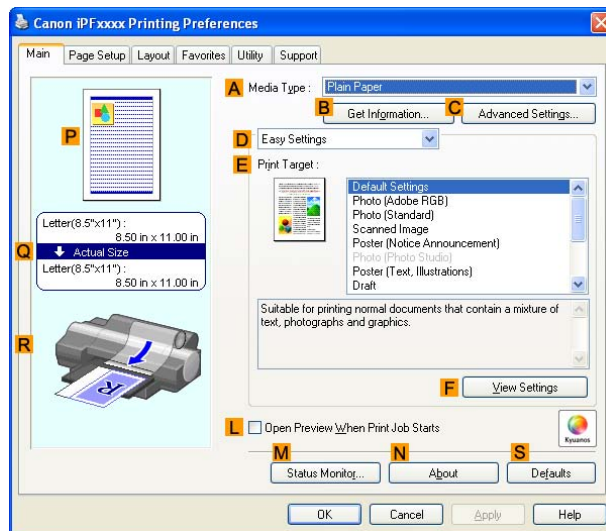 Canon iPFxxxx Printing Preferences
Main Page Setup Layout Favorites Utility Support
A Media Type : Plain Paper
B C
Get Information... Advanced Settings...
D Easy Settings
E Print Target :
P
Default Settings
Photo (Adobe RGB)
Photo (Standard)
Scanned Image
Poster (Notice Announcement)
Photo (Photo Studio)
Poster (Text, Illustrations)
Draft
Letter(8.5"x11") :
8.50 in x 11.00 in
Q Actual Size
Letter(8.5"x11") :
8.50 in x 11.00 in
Suitable for printing normal documents that contain a mixture of
text, photographs and graphics.
R
R
F View Settings
L Open Preview When Print Job Starts
Kyuanos
M N S
Status Monitor... About Defaults
OK Cancel Apply Help